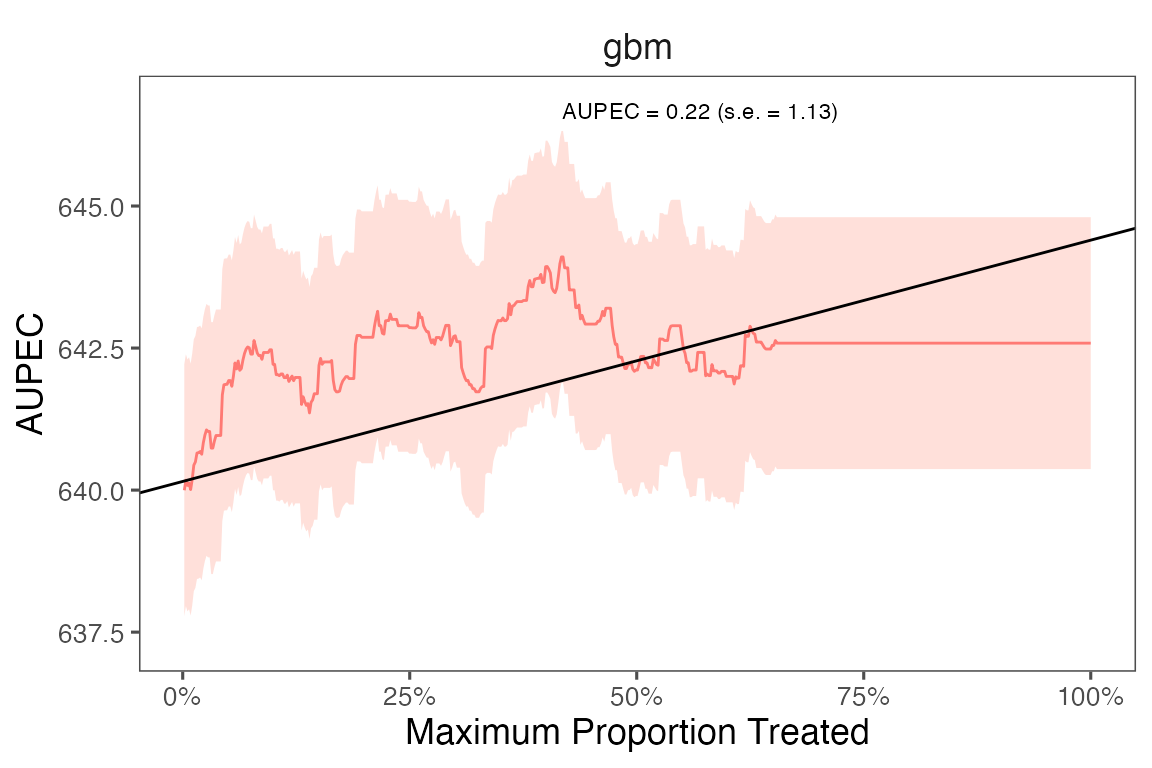 gbm
AUPEC = 0.22 (s.e. = 1.13)
AUPEC
645.0
642.5
640.0
637.5
0%
25%
50%
75%
100%
Maximum Proportion Treated